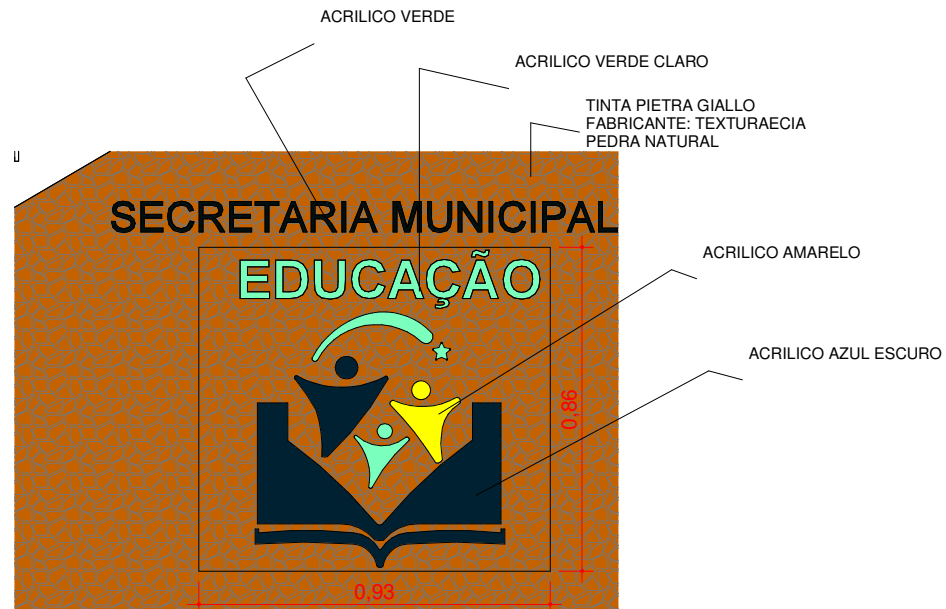 ACRILICO VERDE
ACRILICO VERDE CLARO
TINTA PIETRA GIALLO
FABRICANTE: TEXTURAECIA
PEDRA NATURAL
SECRETARIA MUNICIPAL
EDUCAÇÃO
ACRILICO AMARELO
ACRILICO AZUL ESCURO
0,86
0,93